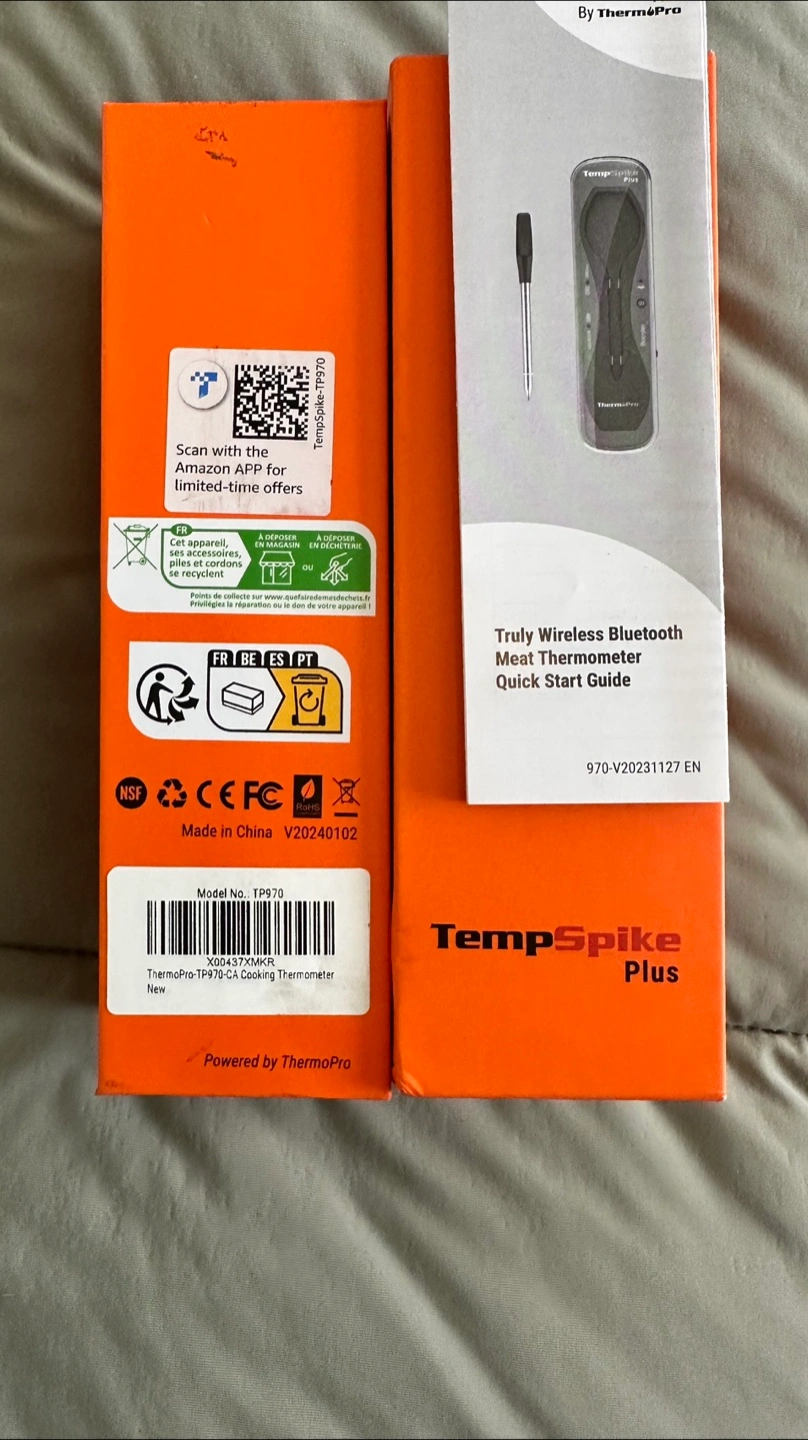 By ThermoPro
TempSpike
Plus
ThermoPro
Truly Wireless Bluetooth
Meat Thermometer
Quick Start Guide
970-V20231127 EN
TempSpike-TP970
Scan with the
Amazon APP for
limited-time offers
FR
Cet appareil,
ses accessoires,
piles et cordons
se recyclent
À DÉPOSER
EN MAGASIN
OU
À DÉPOSER
EN DÉCHÈTERIE
Points de collecte sur www.quefairedemesdechets.fr
Privilégiez la réparation ou le don de votre appareil !
FR BE ES PT
NSF CE FC RoHS
Made in China V20240102
Model No.: TP970
X00437XMKR
ThermoPro-TP970-CA Cooking Thermometer
New
Powered by ThermoPro
TempSpike
Plus